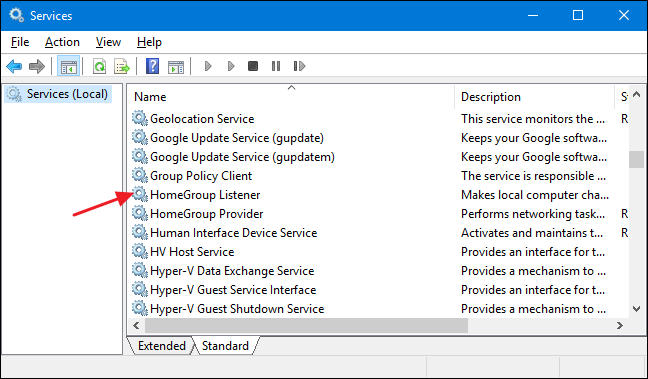 Services
File Action View Help
Services (Local)
Name Description St
Geolocation Service This service monitors the ... R
Google Update Service (gupdate) Keeps your Google softwa...
Google Update Service (gupdatem) Keeps your Google softwa...
Group Policy Client The service is responsible ...
HomeGroup Listener Makes local computer cha...
HomeGroup Provider Performs networking task... R
Human Interface Device Service Activates and maintains t... R
HV Host Service Provides an interface for t...
Hyper-V Data Exchange Service Provides a mechanism to ...
Hyper-V Guest Service Interface Provides an interface for t...
Hyper-V Guest Shutdown Service Provides a mechanism to ...
Extended Standard